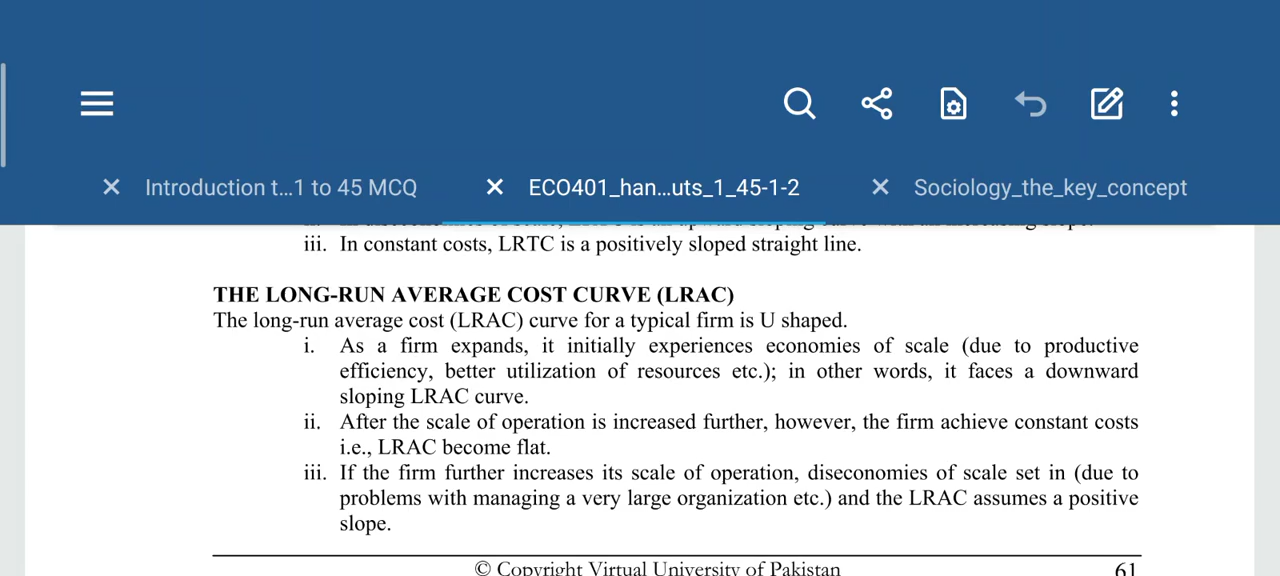 Introduction t...1 to 45 MCQ
ECO401_han...uts_1_45-1-2
Sociology_the_key_concept
iii. In constant costs, LRTC is a positively sloped straight line.
THE LONG-RUN AVERAGE COST CURVE (LRAC)
The long-run average cost (LRAC) curve for a typical firm is U shaped.
i. As a firm expands, it initially experiences economies of scale (due to productive
efficiency, better utilization of resources etc.); in other words, it faces a downward
sloping LRAC curve.
ii. After the scale of operation is increased further, however, the firm achieve constant costs
i.e., LRAC become flat.
iii. If the firm further increases its scale of operation, diseconomies of scale set in (due to
problems with managing a very large organization etc.) and the LRAC assumes a positive
slope.
© Copyright Virtual University of Pakistan 61